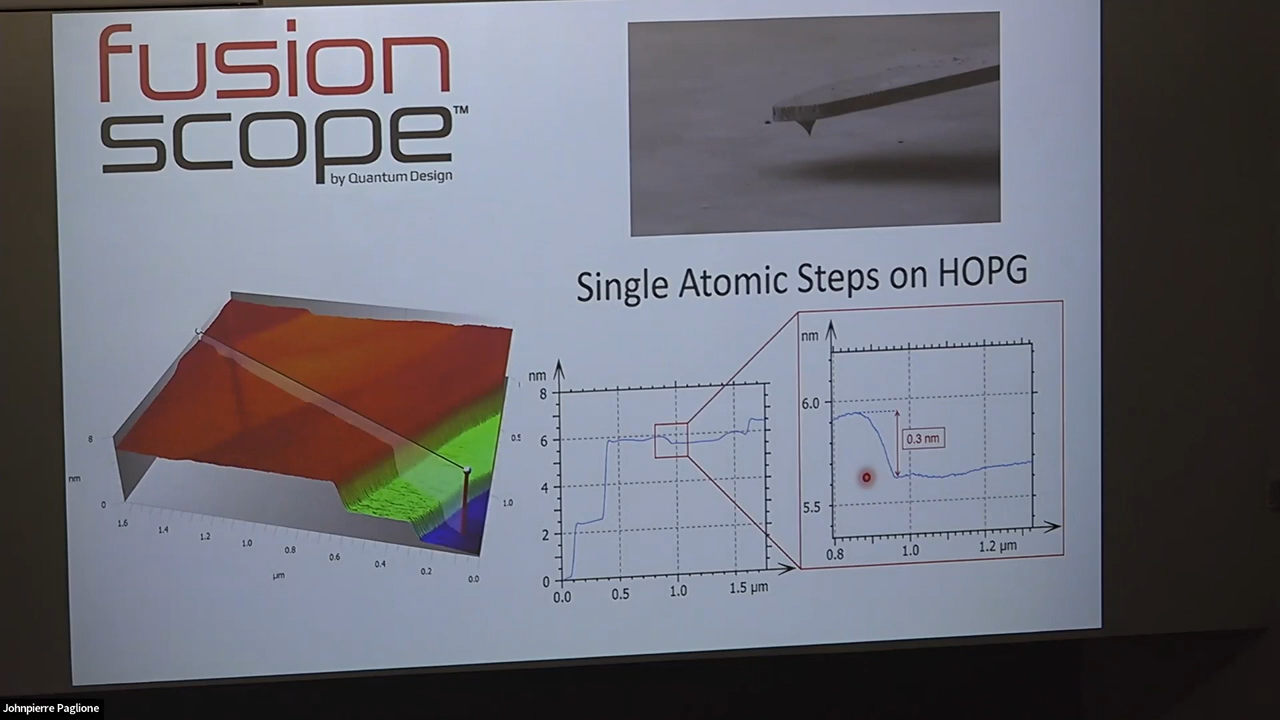 fusion
scope™
by Quantum Design
Single Atomic Steps on HOPG
8
nm
0
1.6
1.4
1.2
1.0
0.8
0.6
0.4
0.2
0.0
µm
0.5
1.0
nm
8
6
4
2
0
0.0
0.5
1.0
1.5 µm
nm
6.0
5.5
0.3 nm
0.8
1.0
1.2 µm
Johnpierre Paglione